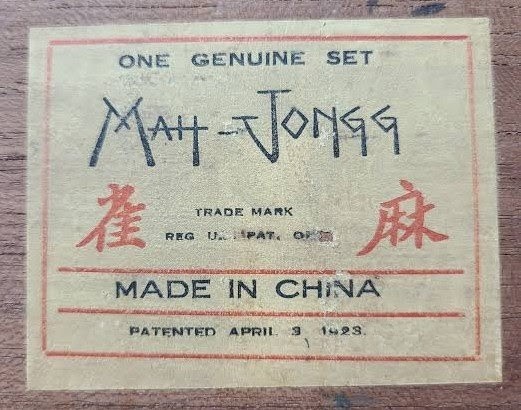 ONE GENUINE SET
MAH-JONGG
雀 麻
TRADE MARK
REG U. PAT.
MADE IN CHINA
PATENTED APRIL 3, 1923.